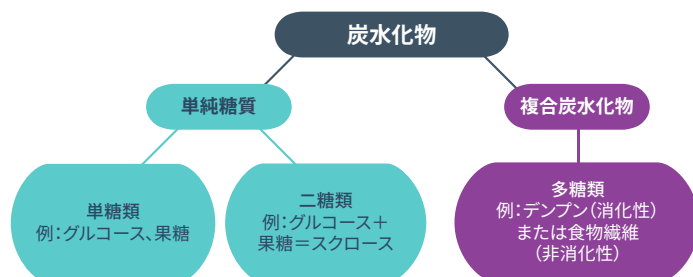 炭水化物
単純糖質
複合炭水化物
単糖類
例：グルコース、果糖
二糖類
例：グルコース＋
果糖＝スクロース
多糖類
例：デンプン（消化性）
または食物繊維
（非消化性）